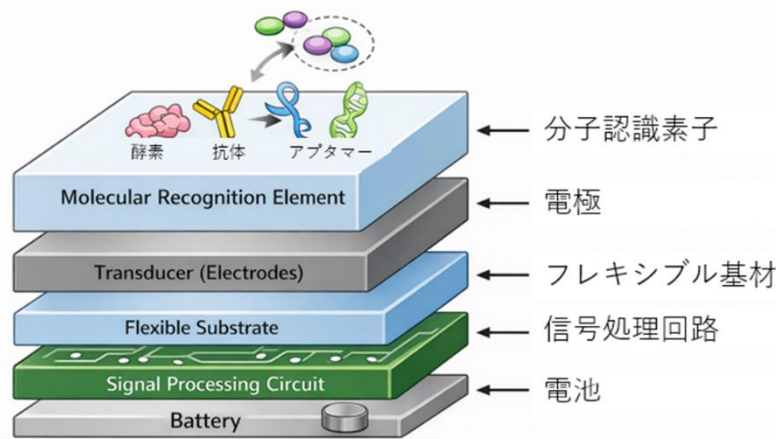 酵素 抗体 アプタマー
Molecular Recognition Element
分子認識素子
Transducer (Electrodes)
電極
Flexible Substrate
フレキシブル基材
Signal Processing Circuit
信号処理回路
Battery
電池